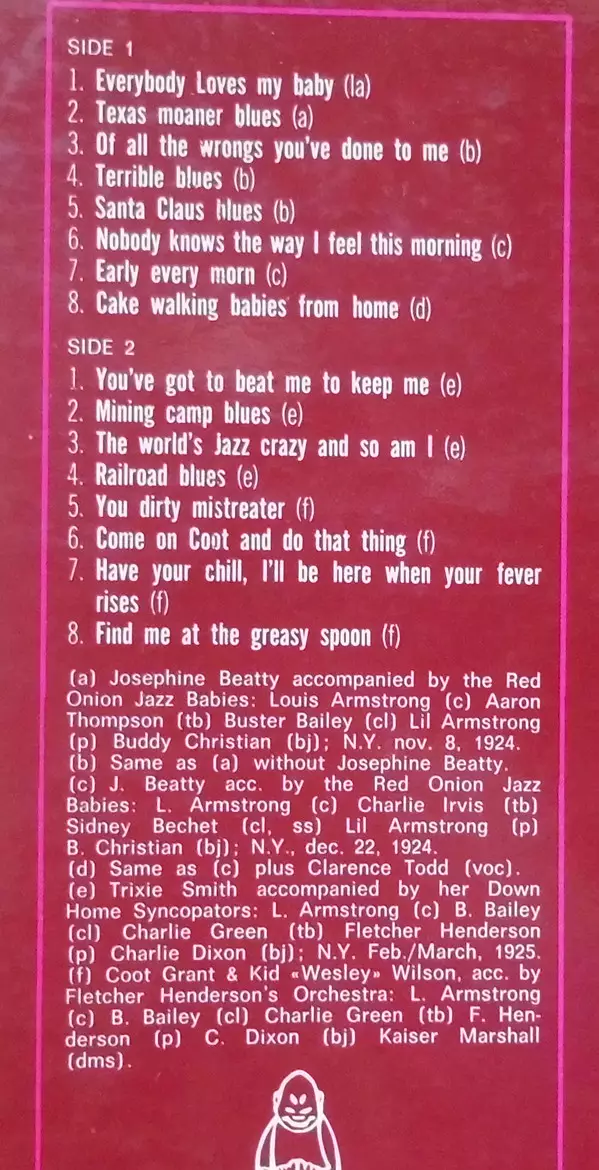 SIDE 1
1. Everybody Loves my baby (la)
2. Texas moaner blues (a)
3. Of all the wrongs you've done to me (b)
4. Terrible blues (b)
5. Santa Claus blues (b)
6. Nobody knows the way I feel this morning (c)
7. Early every morn (c)
8. Cake walking babies from home (d)
SIDE 2
1. You've got to beat me to keep me (e)
2. Mining camp blues (e)
3. The world's Jazz crazy and so am I (e)
4. Railroad blues (e)
5. You dirty mistreater (f)
6. Come on Coot and do that thing (f)
7. Have your chill, I'll be here when your fever
rises (f)
8. Find me at the greasy spoon (f)
(a) Josephine Beatty accompanied by the Red
Onion Jazz Babies: Louis Armstrong (c) Aaron
Thompson (tb) Buster Bailey (cl) Lil Armstrong
(p) Buddy Christian (bj); N.Y. nov. 8, 1924.
(b) Same as (a) without Josephine Beatty.
(c) J. Beatty acc. by the Red Onion Jazz
Babies: L. Armstrong (c) Charlie Irvis (tb)
Sidney Bechet (cl, ss) Lil Armstrong (p)
B. Christian (bj); N.Y., dec. 22, 1924.
(d) Same as (c) plus Clarence Todd (voc).
(e) Trixie Smith accompanied by her Down
Home Syncopators: L. Armstrong (c) B. Bailey
(cl) Charlie Green (tb) Fletcher Henderson
(p) Charlie Dixon (bj); N.Y. Feb./March, 1925.
(f) Coot Grant & Kid «Wesley» Wilson, acc. by
Fletcher Henderson's Orchestra: L. Armstrong
(c) B. Bailey (cl) Charlie Green (tb) F. Hen-
derson (p) C. Dixon (bj) Kaiser Marshall
(dms).